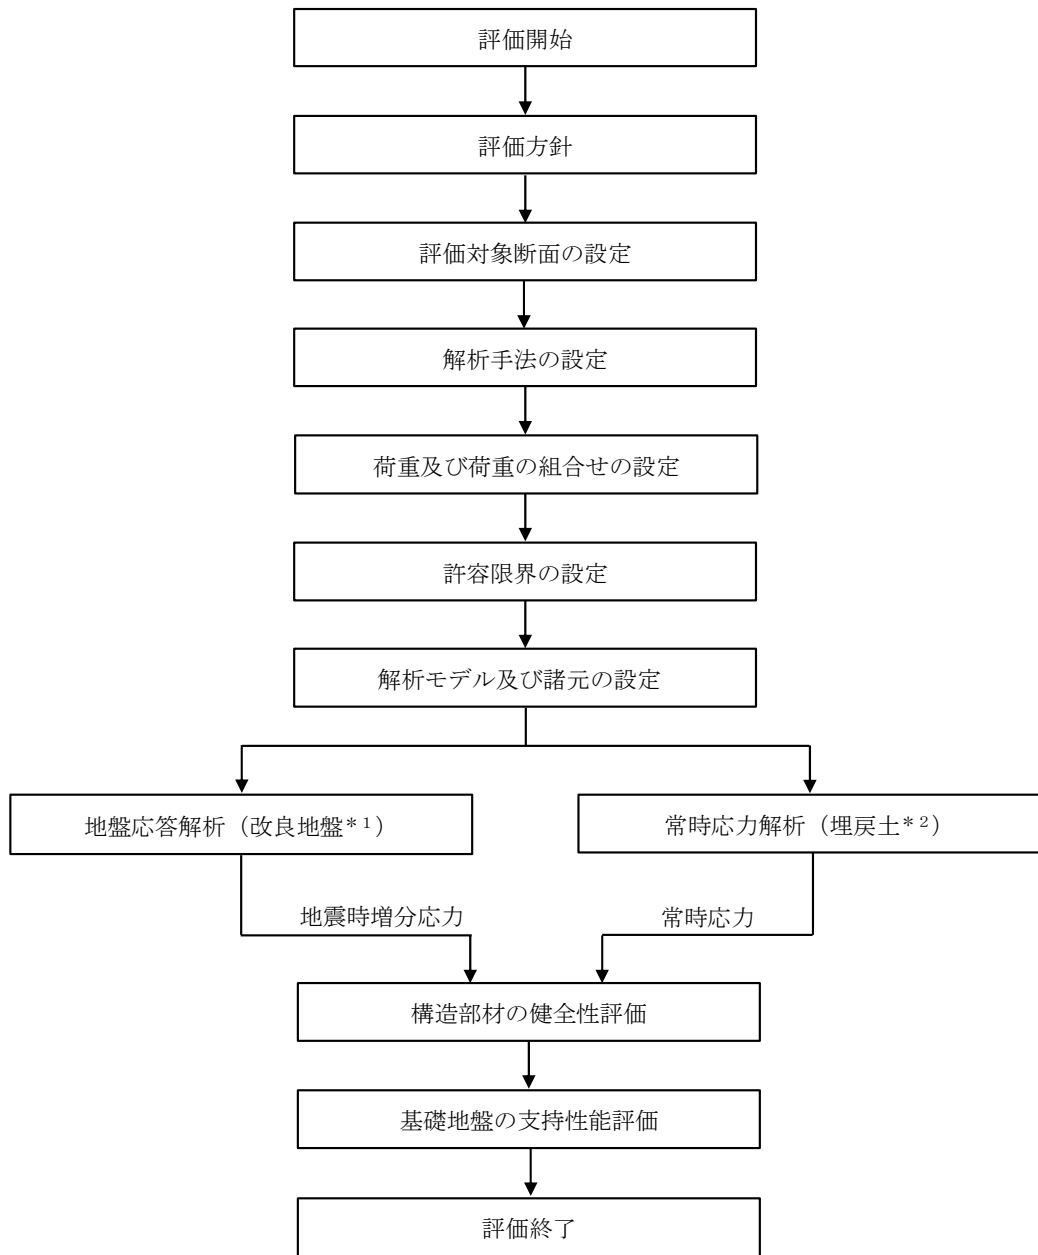 評価開始
評価方針
評価対象断面の設定
解析手法の設定
荷重及び荷重の組合せの設定
許容限界の設定
解析モデル及び諸元の設定
地盤応答解析（改良地盤*1）
常時応力解析（埋戻土*2）
地震時増分応力
常時応力
構造部材の健全性評価
基礎地盤の支持性能評価
評価終了